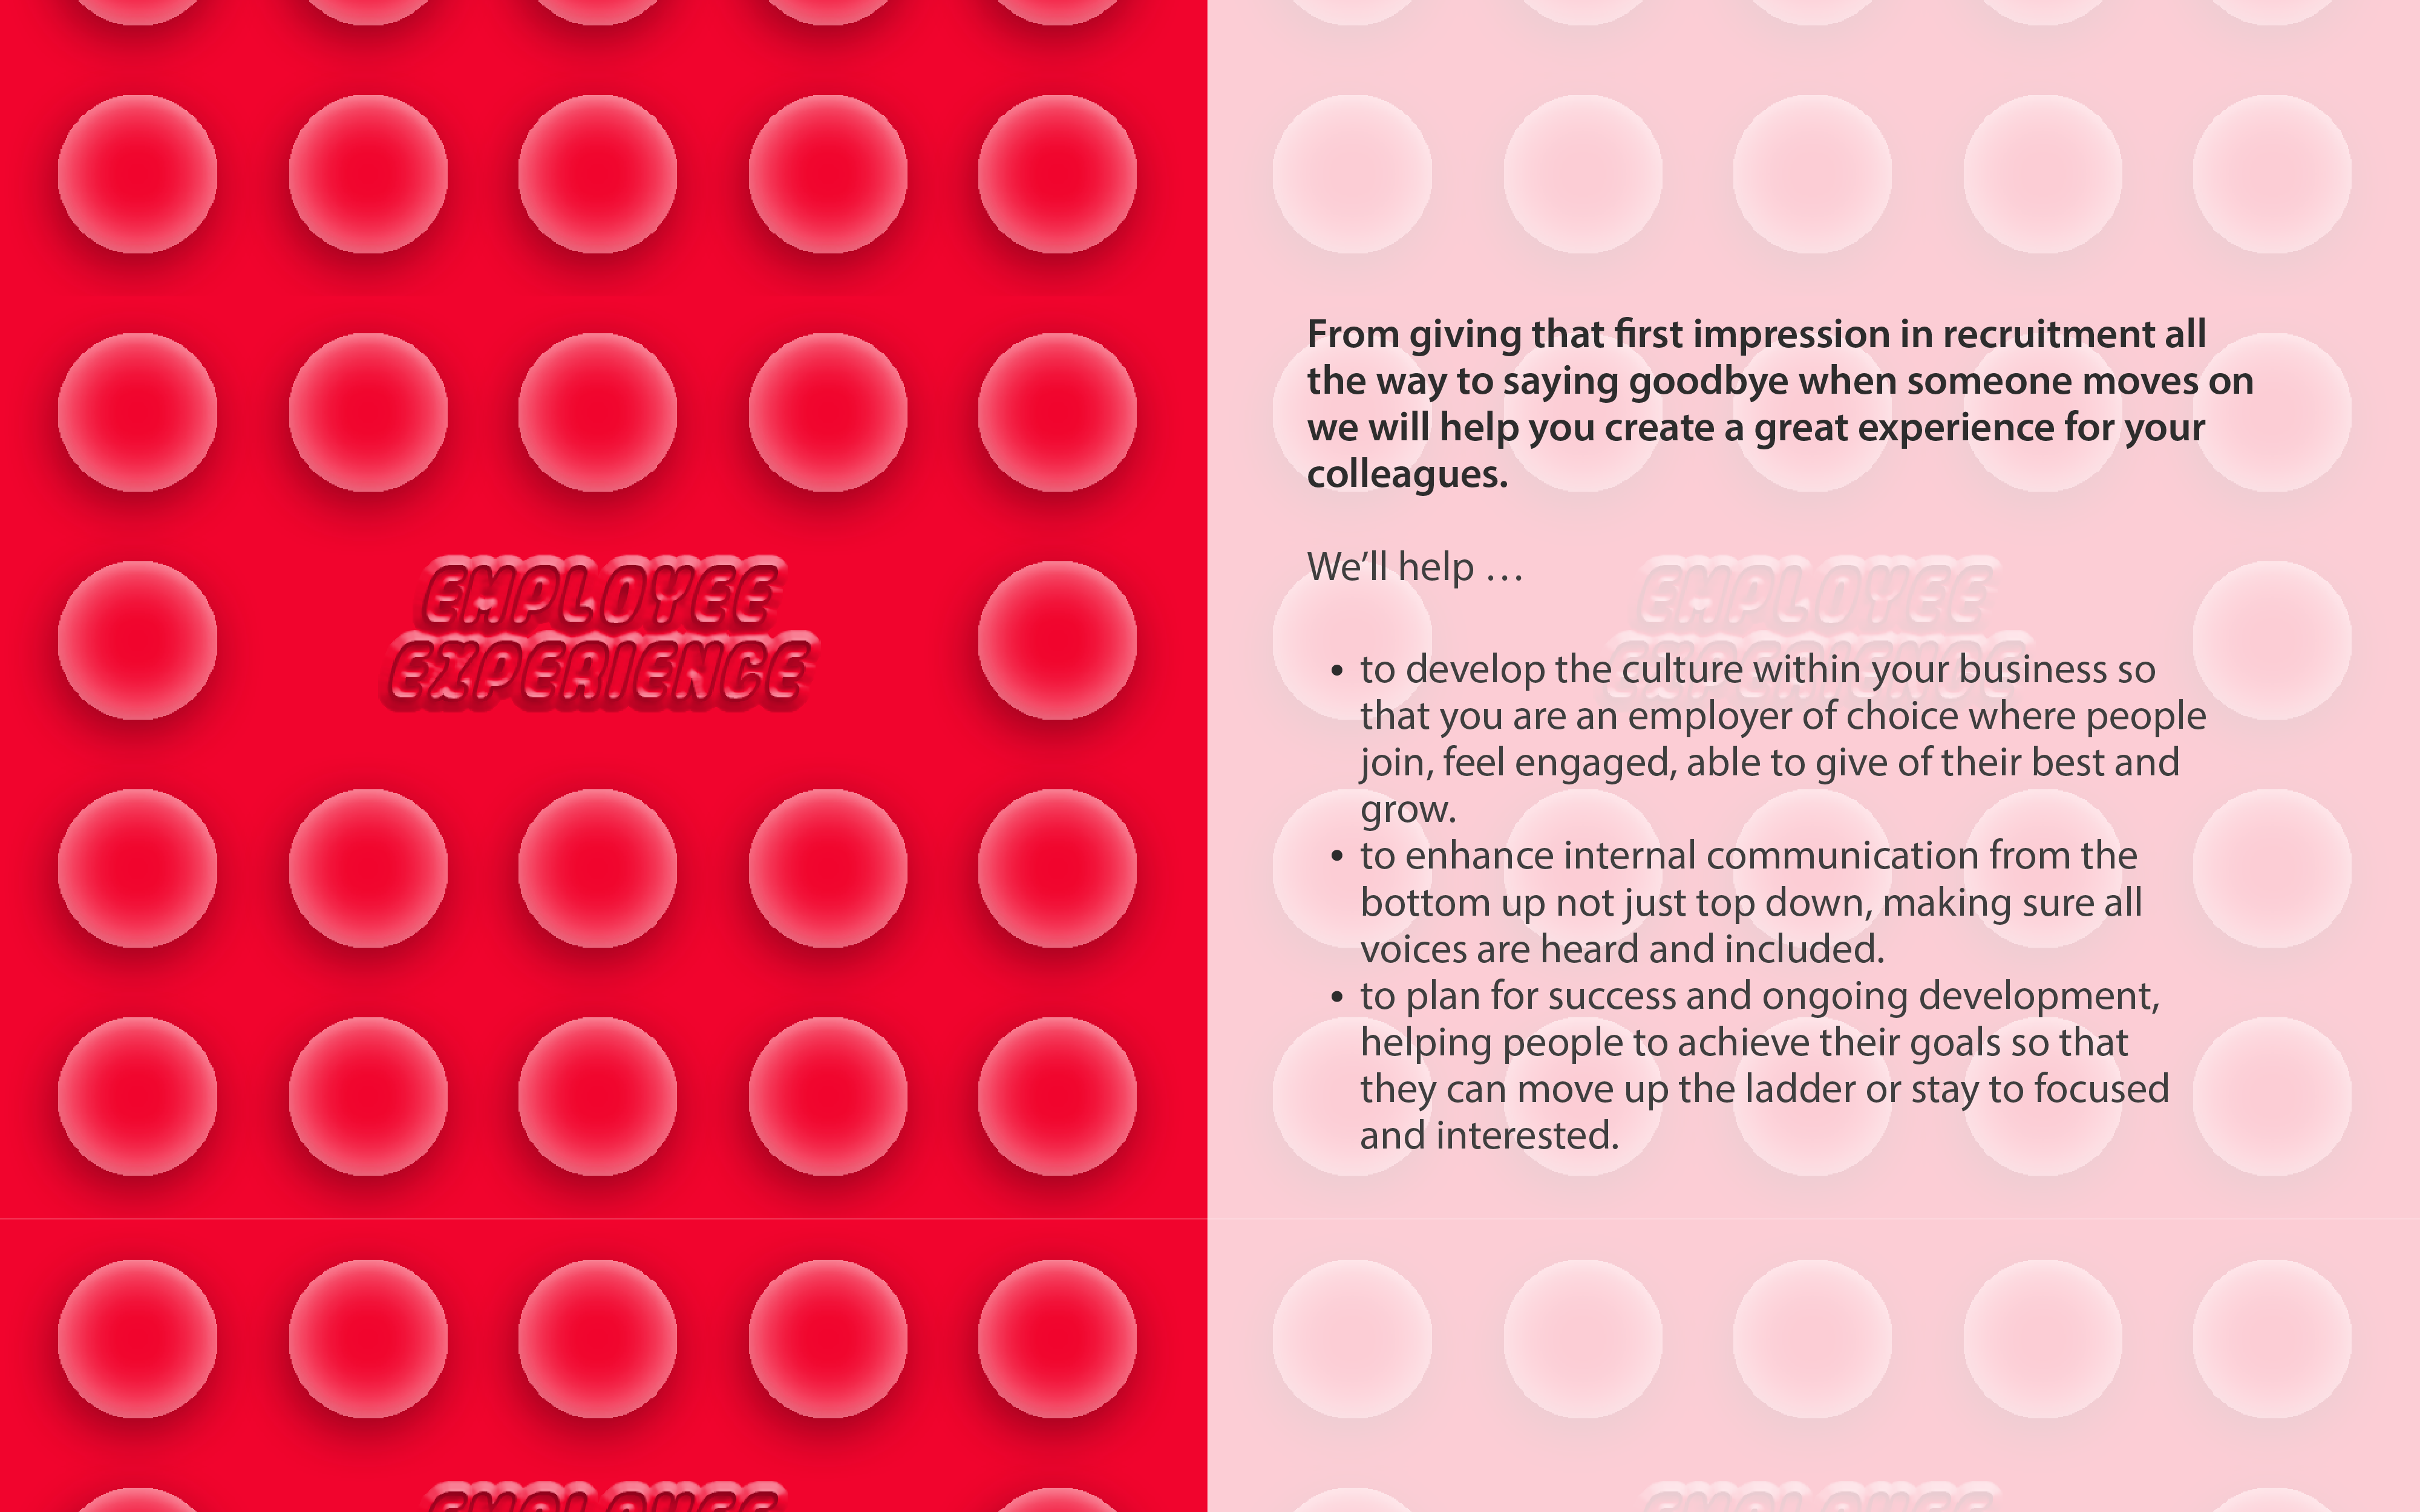 EMPLOYEE
EXPERIENCE
From giving that first impression in recruitment all
the way to saying goodbye when someone moves on
we will help you create a great experience for your
colleagues.
We’ll help …
EMPLOYEE
EXPERIENCE
• to develop the culture within your business so
that you are an employer of choice where people
join, feel engaged, able to give of their best and
grow.
• to enhance internal communication from the
bottom up not just top down, making sure all
voices are heard and included.
• to plan for success and ongoing development,
helping people to achieve their goals so that
they can move up the ladder or stay to focused
and interested.
EMPLOYEE
EMPLOYEE